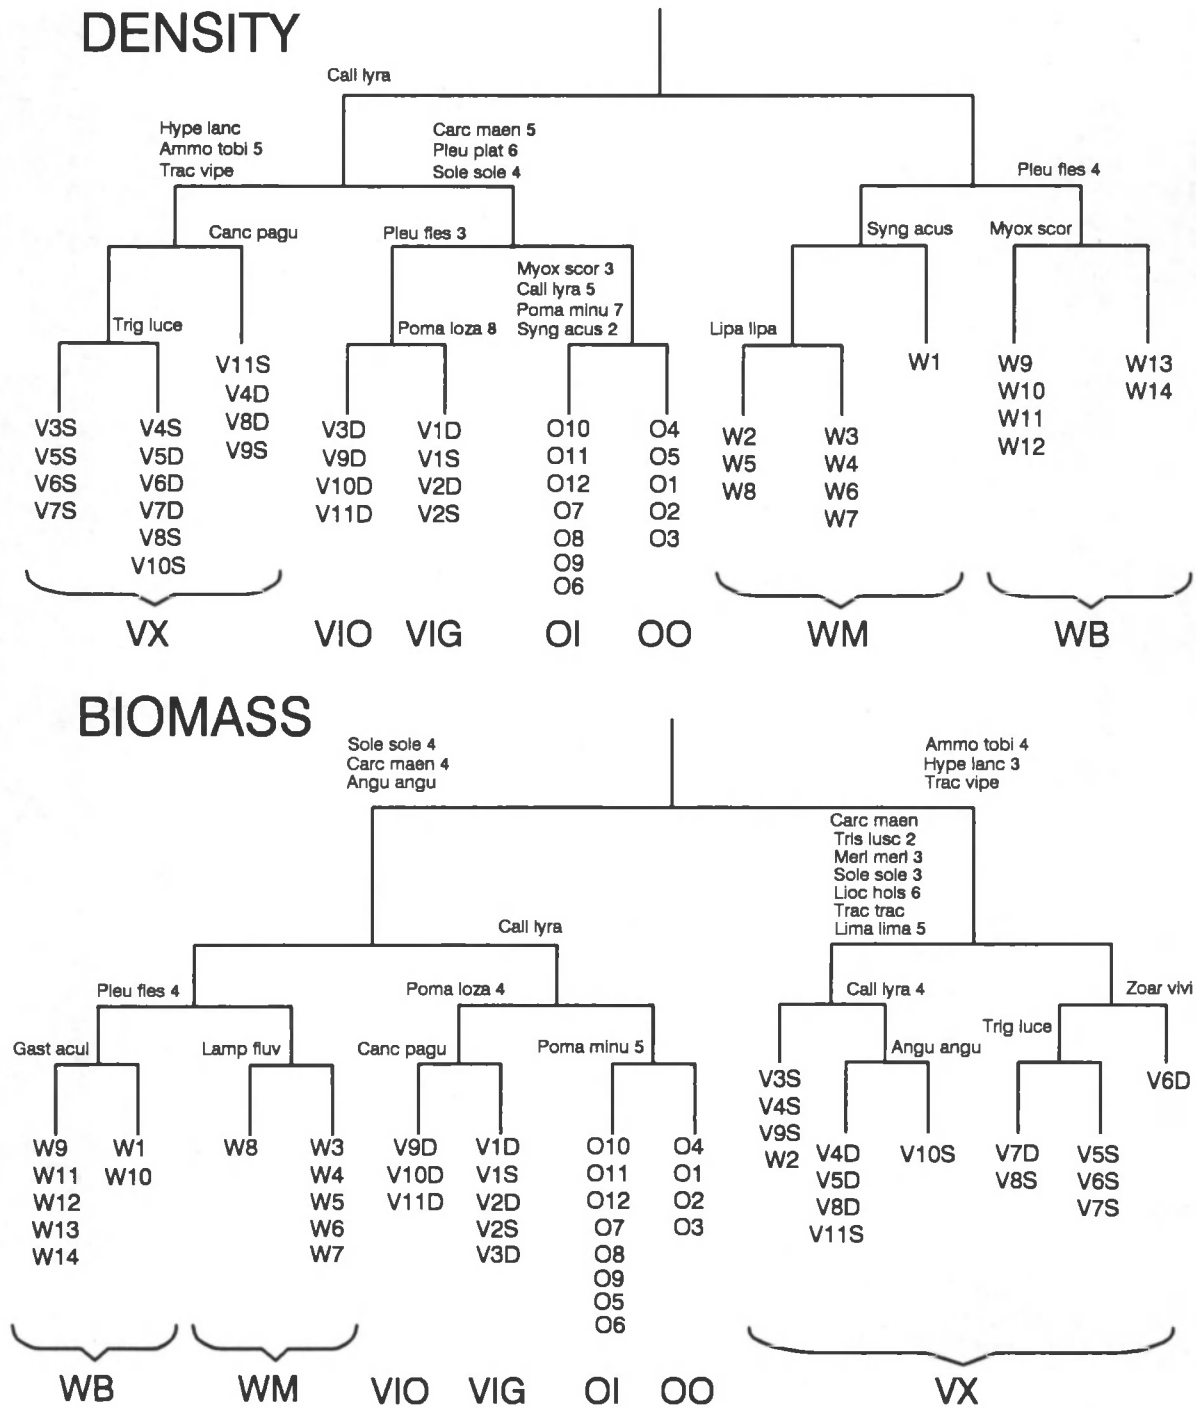 DENSITY
Call lyra
Hype lanc
Ammo tobi 5
Trac vipe
Carc maen 5
Pleu plat 6
Sole sole 4
Pleu fles 4
Canc pagu
Pleu fles 3
Syng acus
Myox scor
Myox scor 3
Call lyra 5
Poma minu 7
Syng acus 2
Trig luce
Poma loza 8
Lipa lipa
V3S
V5S
V6S
V7S
V4S
V5D
V6D
V7D
V8S
V10S
V11S
V4D
V8D
V9S
V3D
V9D
V10D
V11D
V1D
V1S
V2D
V2S
O10
O11
O12
O7
O8
O9
O6
O4
O5
O1
O2
O3
W2
W5
W8
W3
W4
W6
W7
W1
W9
W10
W11
W12
W13
W14
VX
VIO
VIG
OI
OO
WM
WB
BIOMASS
Sole sole 4
Carc maen 4
Angu angu
Ammo tobi 4
Hype lanc 3
Trac vipe
Carc maen
Tris lusc 2
Merl merl 3
Sole sole 3
Lioc hols 6
Trac trac
Lima lima 5
Call lyra
Pleu fles 4
Poma loza 4
Call lyra 4
Zoar vivi
Gast acul
Lamp fluv
Canc pagu
Poma minu 5
Angu angu
Trig luce
W9
W11
W12
W13
W14
W1
W10
W8
W3
W4
W5
W6
W7
V9D
V10D
V11D
V1D
V1S
V2D
V2S
V3D
O10
O11
O12
O7
O8
O9
O5
O6
O4
O1
O2
O3
V3S
V4S
V9S
W2
V4D
V5D
V8D
V11S
V10S
V7D
V8S
V5S
V6S
V7S
V6D
WB
WM
VIO
VIG
OI
OO
VX